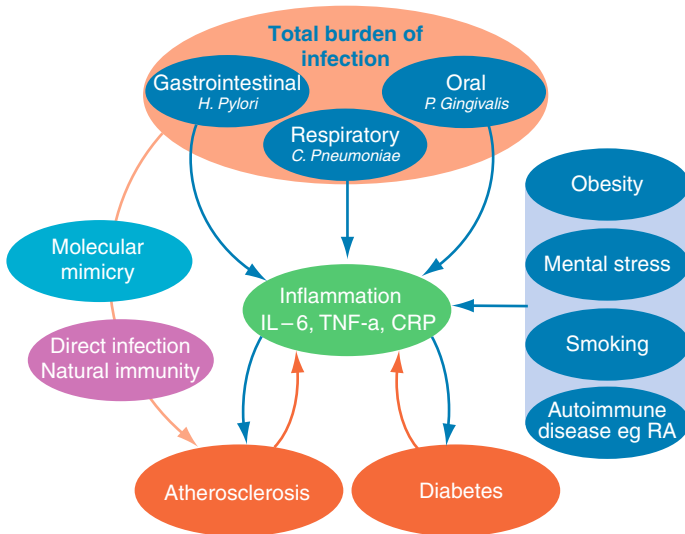 Total burden of
infection
Gastrointestinal
H. Pylori
Oral
P. Gingivalis
Respiratory
C. Pneumoniae
Obesity
Molecular
mimicry
Mental stress
Inflammation
IL–6, TNF-a, CRP
Direct infection
Natural immunity
Smoking
Autoimmune
disease eg RA
Atherosclerosis
Diabetes